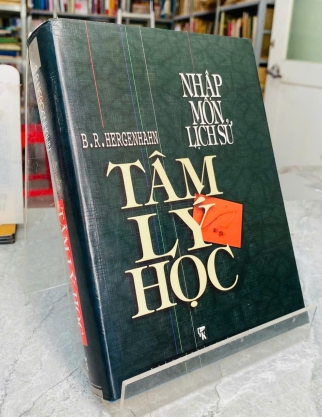 NHẬP
MÔN
LỊCH SỬ
B.R.HERGENHAHN
TÂM
LÝ
HỌC